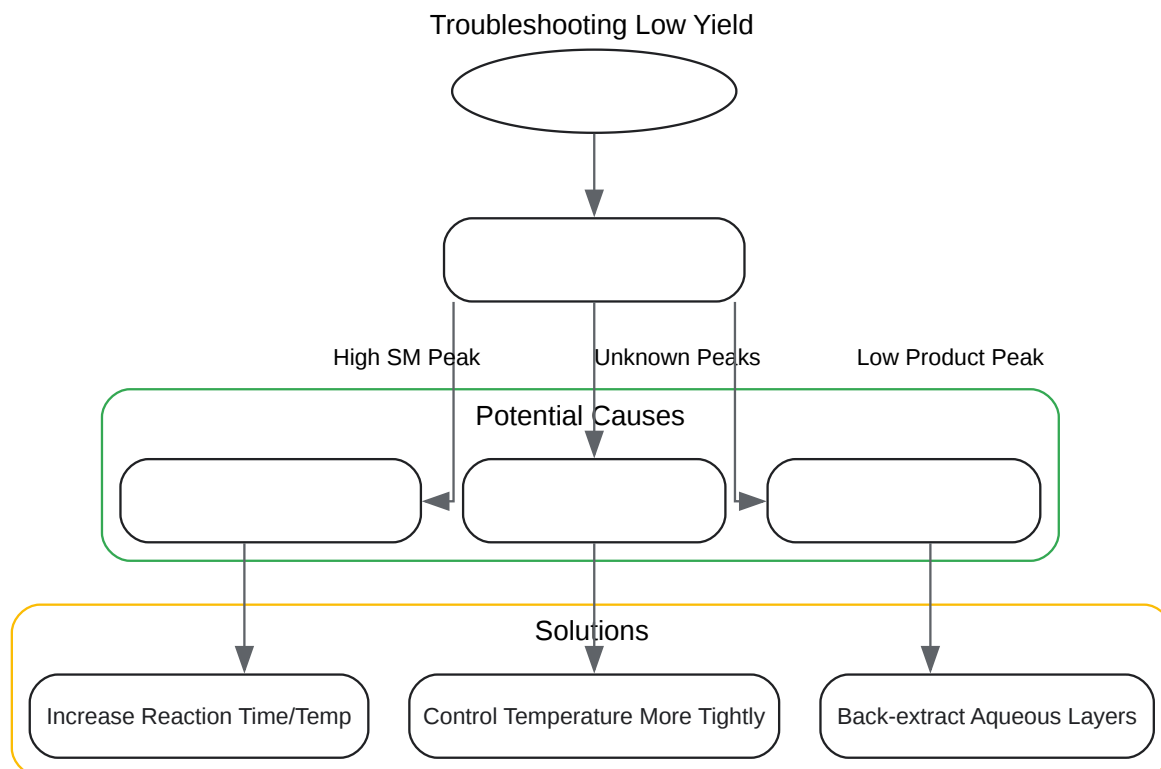 Troubleshooting Low Yield
High SM Peak
Unknown Peaks
Low Product Peak
Potential Causes
Solutions
Increase Reaction Time/Temp
Control Temperature More Tightly
Back-extract Aqueous Layers